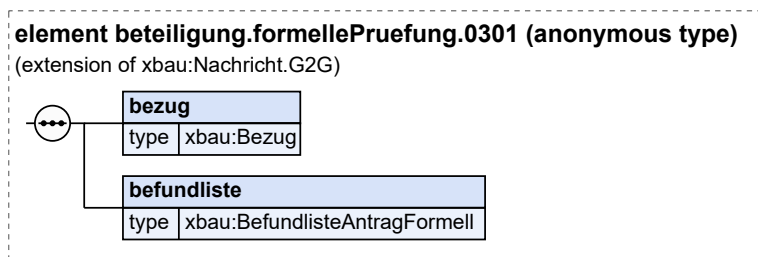 element beteiligung.formellePruefung.0301 (anonymous type)
(extension of xbau:Nachricht.G2G)
bezug
type xbau:Bezug
befundliste
type xbau:BefundlisteAntragFormell